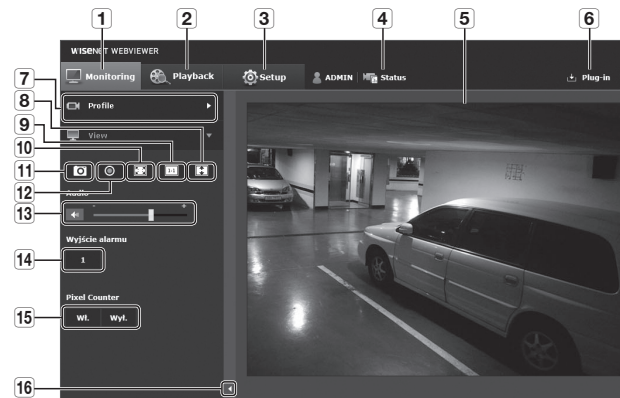 1 2 3 4 5 6
WISENET WEBVIEWER
Monitoring Playback Setup ADMIN Status Plug-in
7
Profile
8
9
View
10
11
1:1
12
Audio
13
- +
Wyjście alarmu
14
1
Pixel Counter
15
Wł. Wył.
16